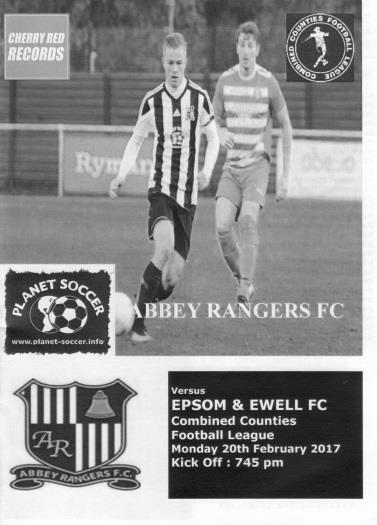 CHERRY RED
RECORDS
COMBINED COUNTIES FOOTBALL LEAGUE
Ryman
PLANET SOCCER
www.planet-soccer.info
ABBEY RANGERS FC
AR
ABBEY RANGERS F.C.
Versus
EPSOM & EWELL FC
Combined Counties
Football League
Monday 20th February 2017
Kick Off : 745 pm